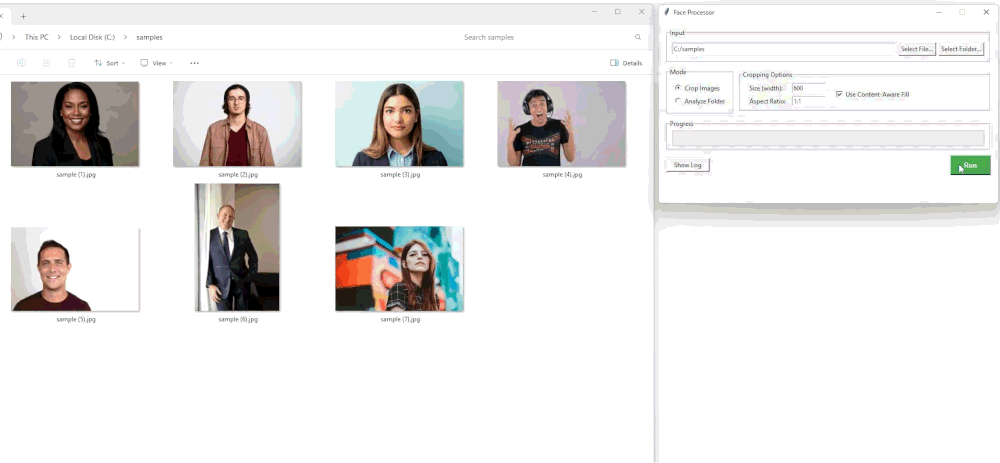 This PC > Local Disk (C:) > samples >
Search samples
Sort
View
Details
sample (1).jpg
sample (2).jpg
sample (3).jpg
sample (4).jpg
sample (5).jpg
sample (6).jpg
sample (7).jpg
Face Processor
Input
C:/samples
Select File...
Select Folder...
Mode
Crop Images
Analyze Folder
Cropping Options
Size (width): 600
Aspect Ratio: 1:1
Use Content-Aware Fill
Progress
Show Log
Run